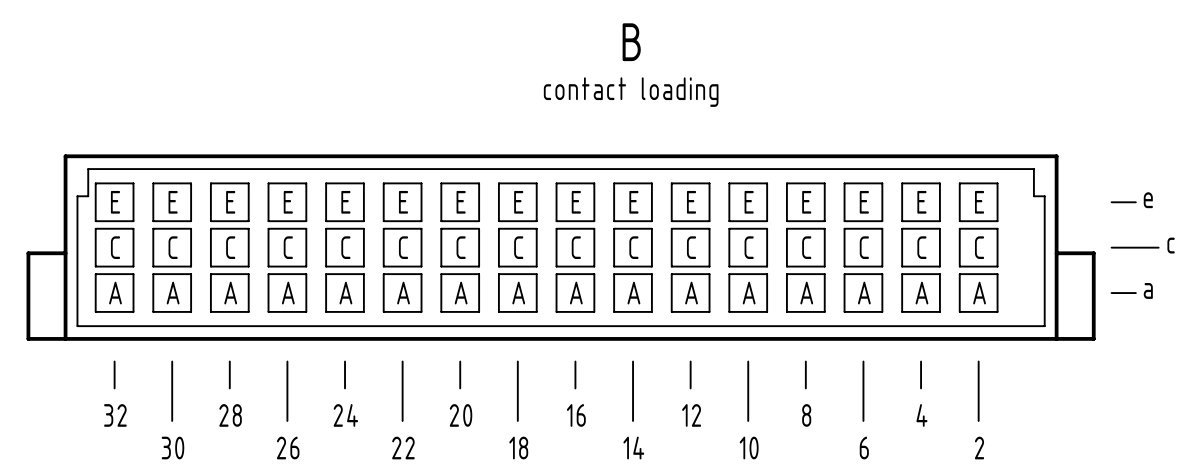 B
contact loading
E E E E E E E E E E E E E E E E e
C C C C C C C C C C C C C C C C c
A A A A A A A A A A A A A A A A a
32 28 24 20 16 12 8 4
30 26 22 18 14 10 6 2